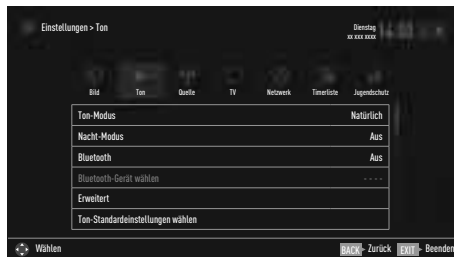 Einstellungen > Ton
Dienstag
xx xxx xxxx
Bild Ton Quelle TV Netzwerk Timerliste Jugendschutz
Ton-Modus Natürlich
Nacht-Modus Aus
Bluetooth Aus
Bluetooth-Gerät wählen ----
Erweitert
Ton-Standardeinstellungen wählen
Wählen BACK - Zurück EXIT - Beenden